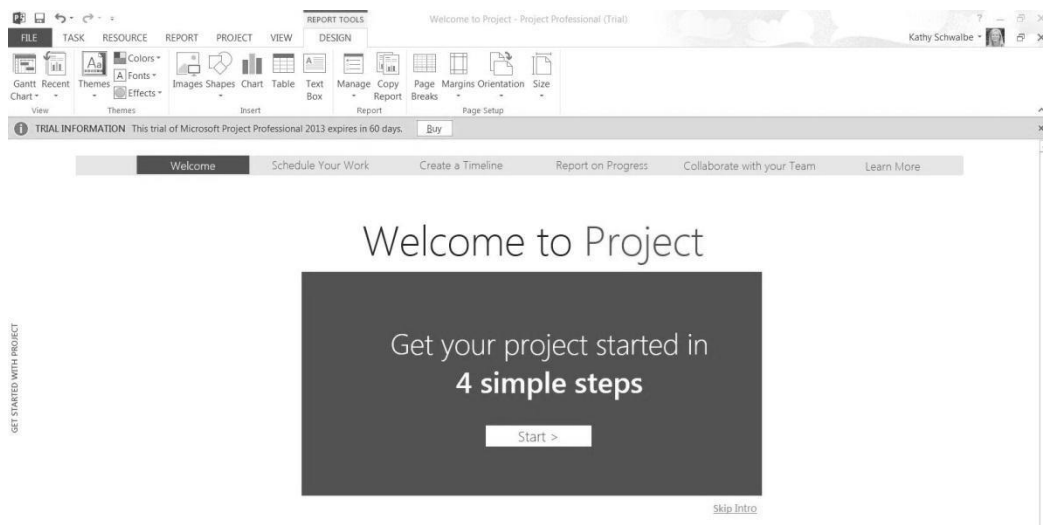 REPORT TOOLS
Welcome to Project - Project Professional (Trial)
?
FILE TASK RESOURCE REPORT PROJECT VIEW DESIGN
Kathy Schwalbe
Gantt Chart
Recent
Themes
Colors
Fonts
Effects
Images Shapes Chart Table Text Box
Manage Copy Report
Page Breaks Margins Orientation Size
View Themes Insert Report Page Setup
TRIAL INFORMATION This trial of Microsoft Project Professional 2013 expires in 60 days. Buy
Welcome Schedule Your Work Create a Timeline Report on Progress Collaborate with your Team Learn More
Welcome to Project
Get your project started in
4 simple steps
Start >
Skip Intro
GET STARTED WITH PROJECT